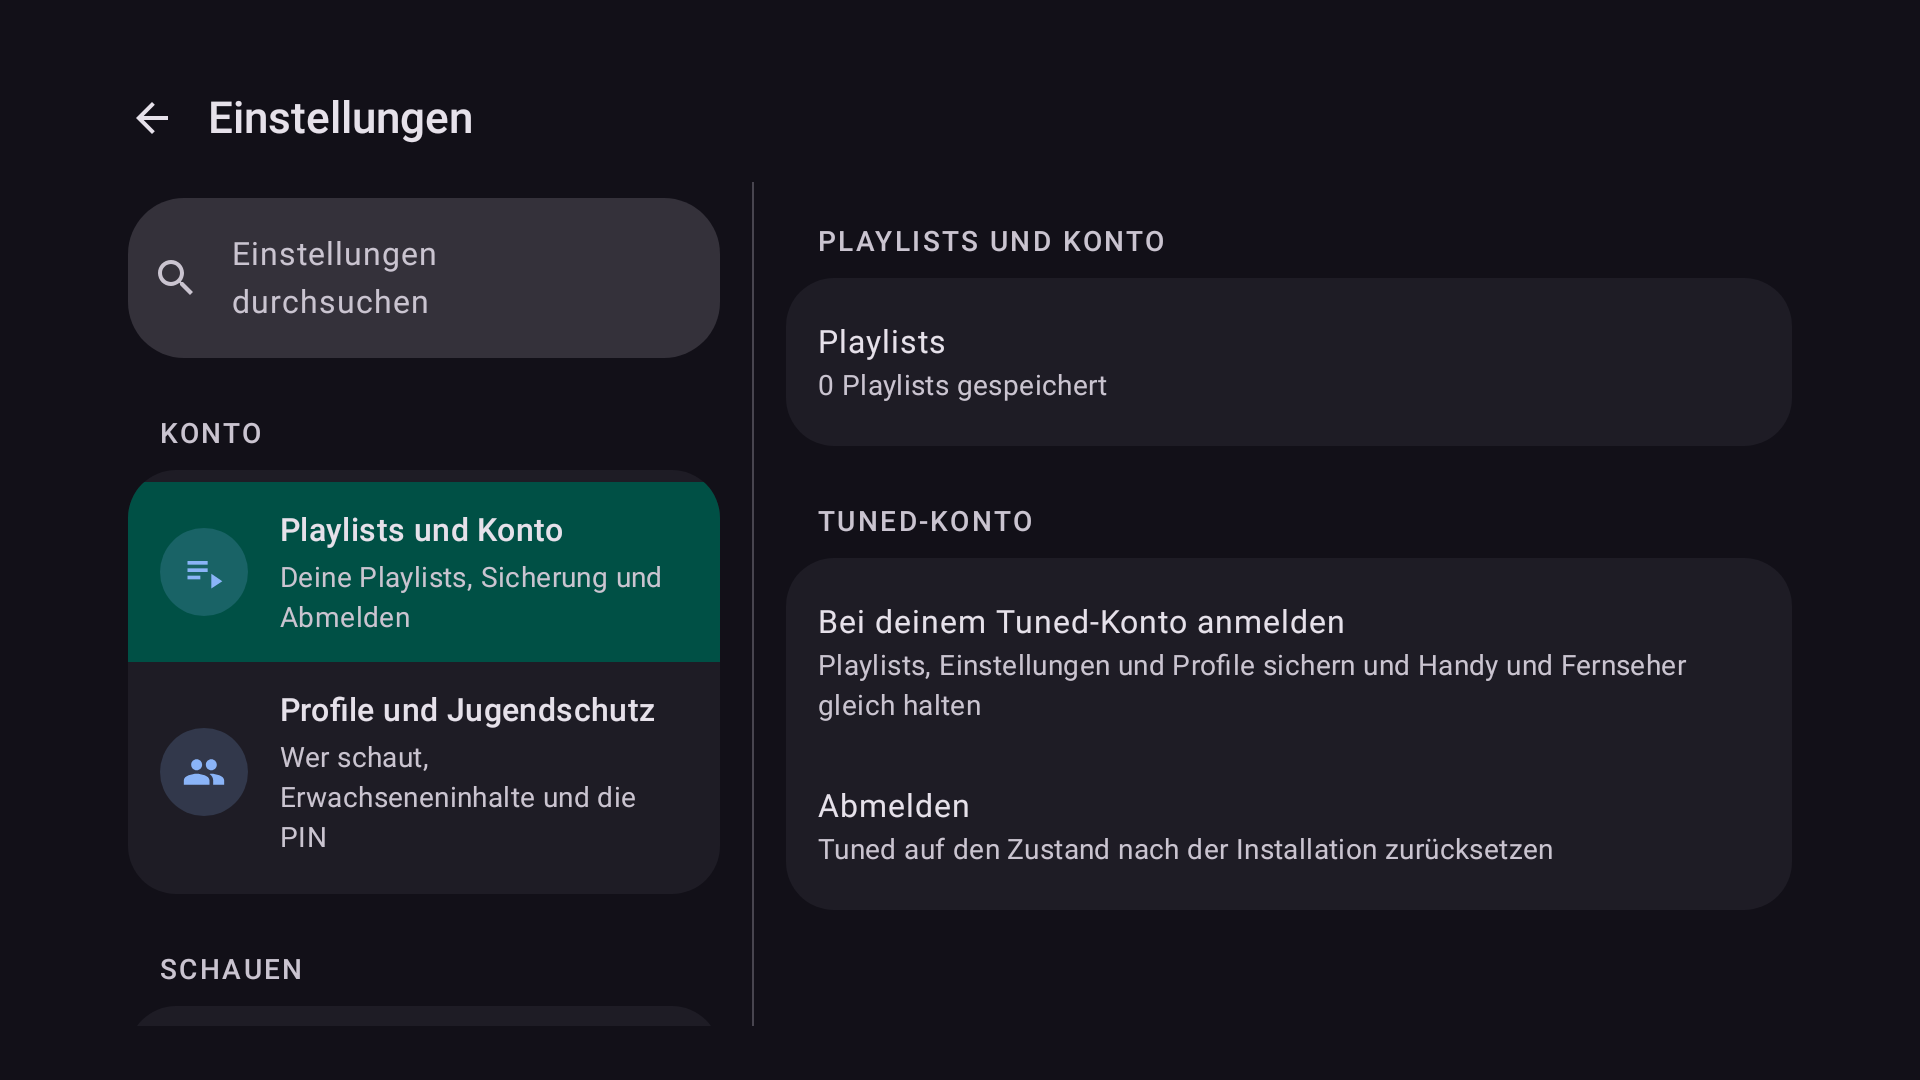 Einstellungen
Einstellungen
durchsuchen
KONTO
Playlists und Konto
Deine Playlists, Sicherung und
Abmelden
Profile und Jugendschutz
Wer schaut,
Erwachseneninhalte und die
PIN
SCHAUEN
PLAYLISTS UND KONTO
Playlists
0 Playlists gespeichert
TUNED-KONTO
Bei deinem Tuned-Konto anmelden
Playlists, Einstellungen und Profile sichern und Handy und Fernseher
gleich halten
Abmelden
Tuned auf den Zustand nach der Installation zurücksetzen